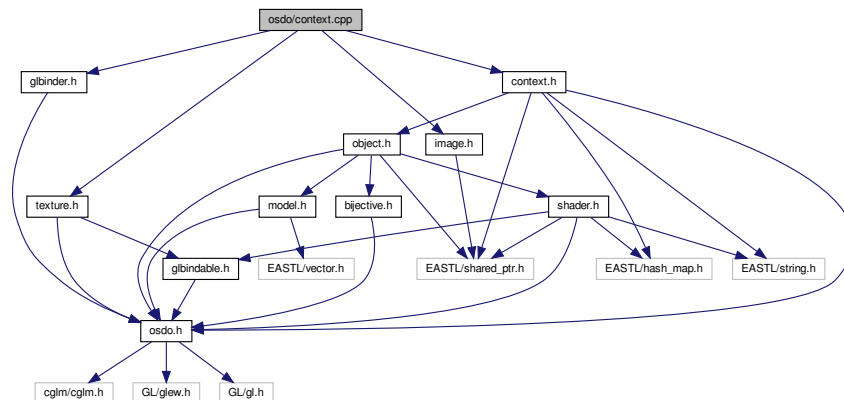 osdo/context.cpp
glbinder.h
context.h
object.h
image.h
texture.h
model.h
bijective.h
shader.h
glbindable.h
EASTL/vector.h
EASTL/shared_ptr.h
EASTL/hash_map.h
EASTL/string.h
osdo.h
cglm/cglm.h
GL/glew.h
GL/gl.h